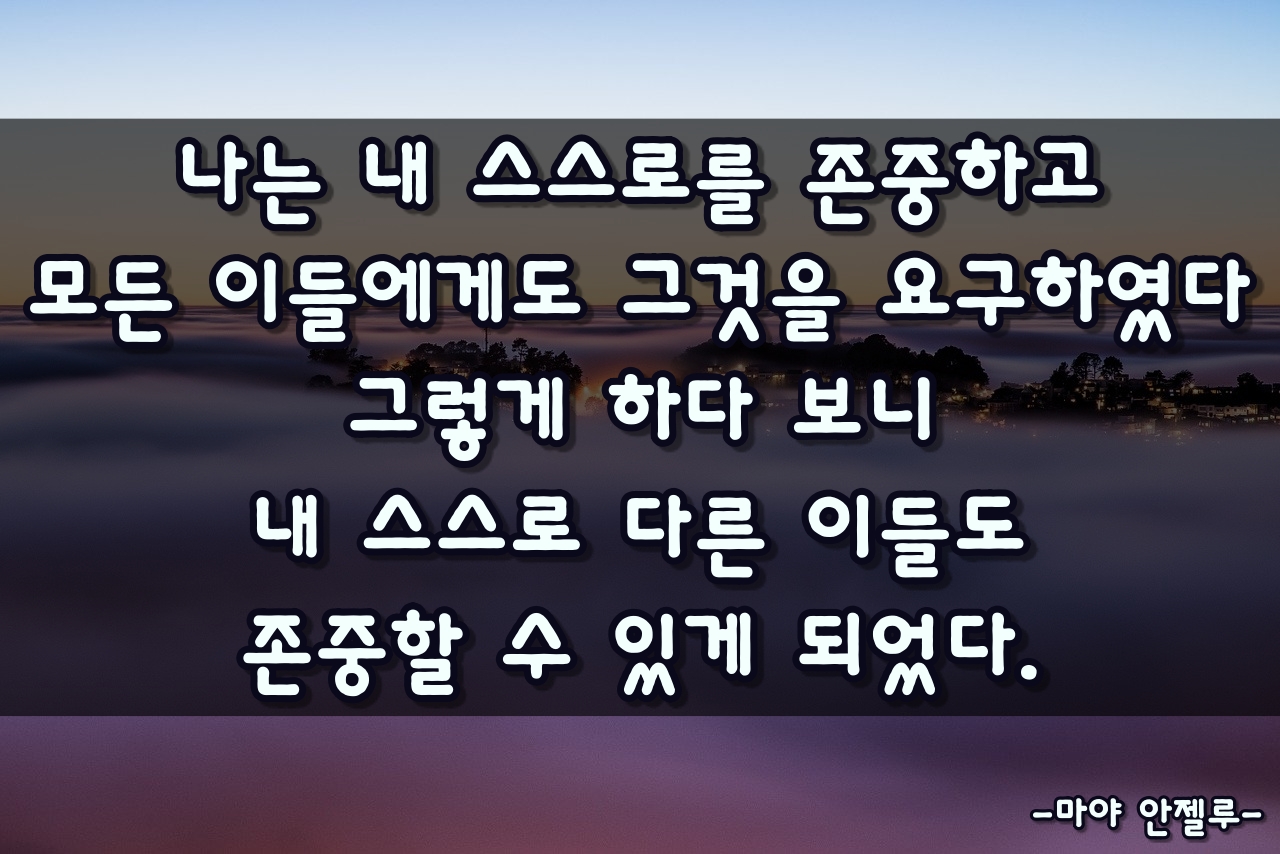 나는 내 스스로를 존중하고
모든 이들에게도 그것을 요구하였다
그렇게 하다 보니
내 스스로 다른 이들도
존중할 수 있게 되었다.
-마야 안젤루-